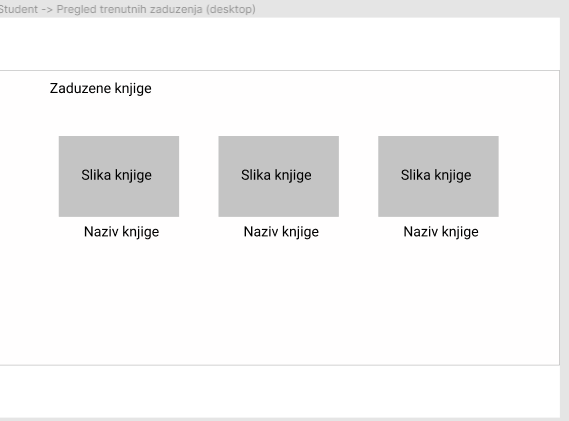 Student -> Pregled trenutnih zaduzenja (desktop)
Zaduzene knjige
Slika knjige
Slika knjige
Slika knjige
Naziv knjige
Naziv knjige
Naziv knjige